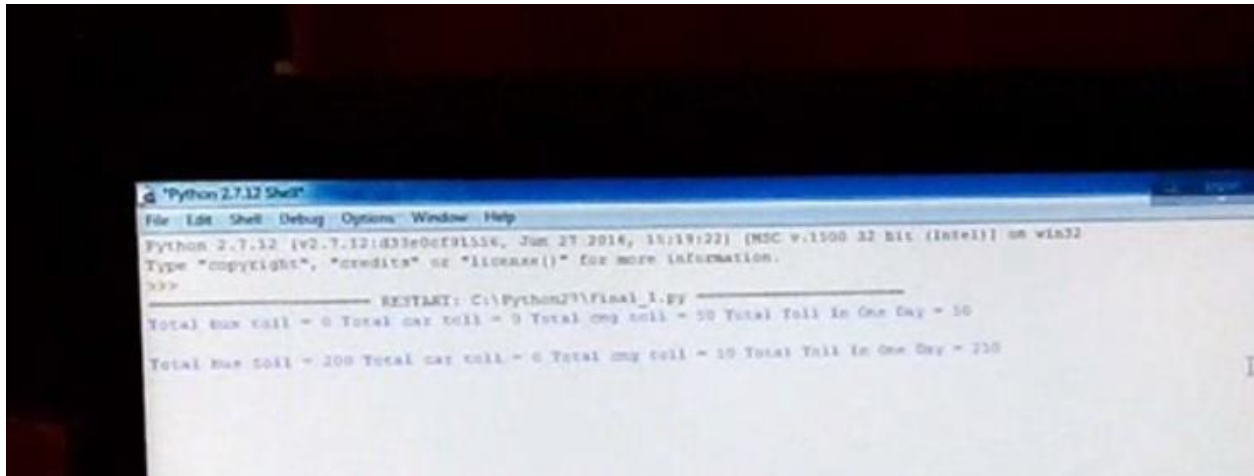 "Python 2.7.12 Shell"
File Edit Shell Debug Options Window Help
Python 2.7.12 (v2.7.12:d33e0cf91556, Jun 27 2016, 15:19:22) [MSC v.1500 32 bit (Intel)] on win32
Type "copyright", "credits" or "license()" for more information.
>>>
RESTART: C:\Python27\final_1.py
Total bus toll = 0 Total car toll = 0 Total cng toll = 50 Total Toll In One Day = 50
Total bus toll = 200 Total car toll = 0 Total cng toll = Total Toll In One Day =